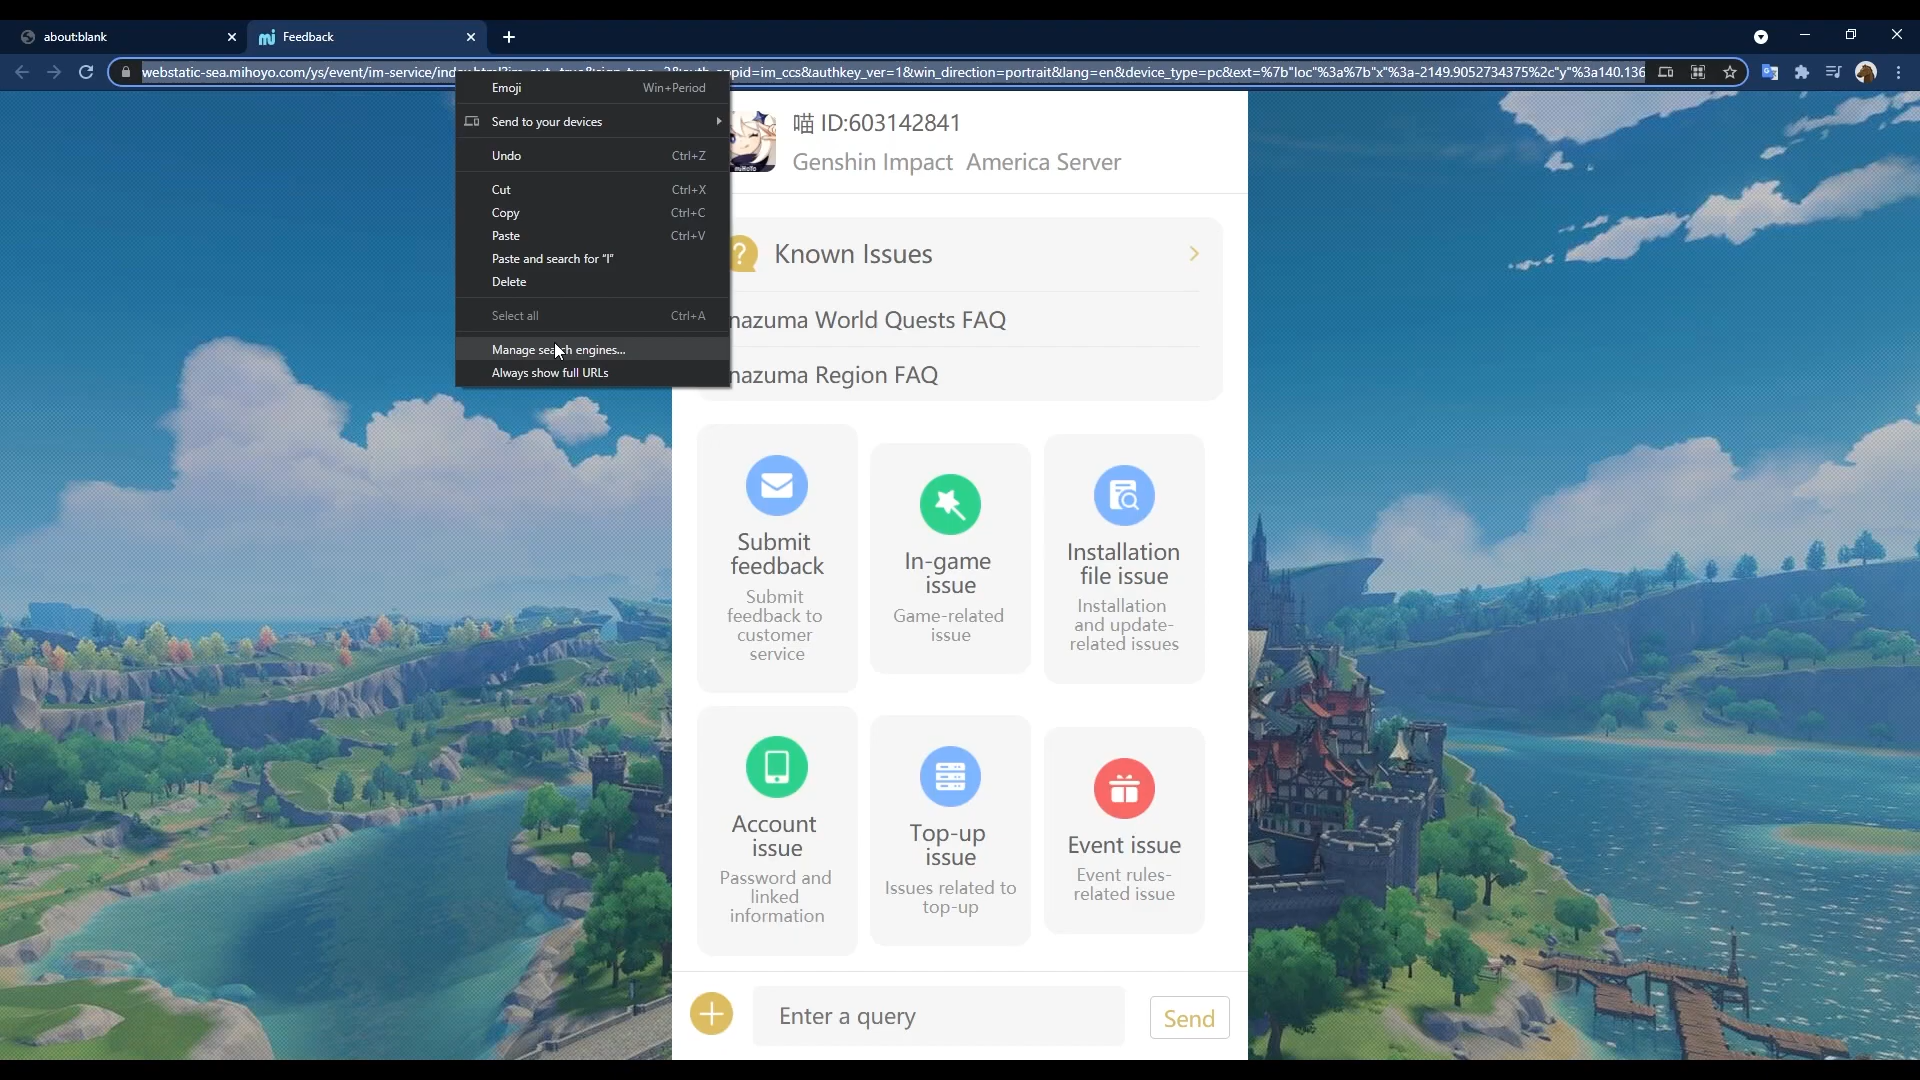 about:blank
Feedback
webstatic-sea.mihoyo.com/ys/event/im-service/
pid=im_ccs&authkey_ver=1&win_direction=portrait&lang=en&device_type=pc&ext=%7b"loc"%3a%7b"x"%3a-2149.9052734375%2c"y"%3a140.136
Emoji Win+Period
Send to your devices
Undo Ctrl+Z
Cut Ctrl+X
Copy Ctrl+C
Paste Ctrl+V
Paste and search for "l"
Delete
Select all Ctrl+A
Manage search engines...
Always show full URLs
喵 ID:603142841
Genshin Impact America Server
Known Issues
nazuma World Quests FAQ
nazuma Region FAQ
Submit
feedback
Submit
feedback to
customer
service
In-game
issue
Game-related
issue
Installation
file issue
Installation
and update-
related issues
Account
issue
Password and
linked
information
Top-up
issue
Issues related to
top-up
Event issue
Event rules-
related issue
Enter a query
Send